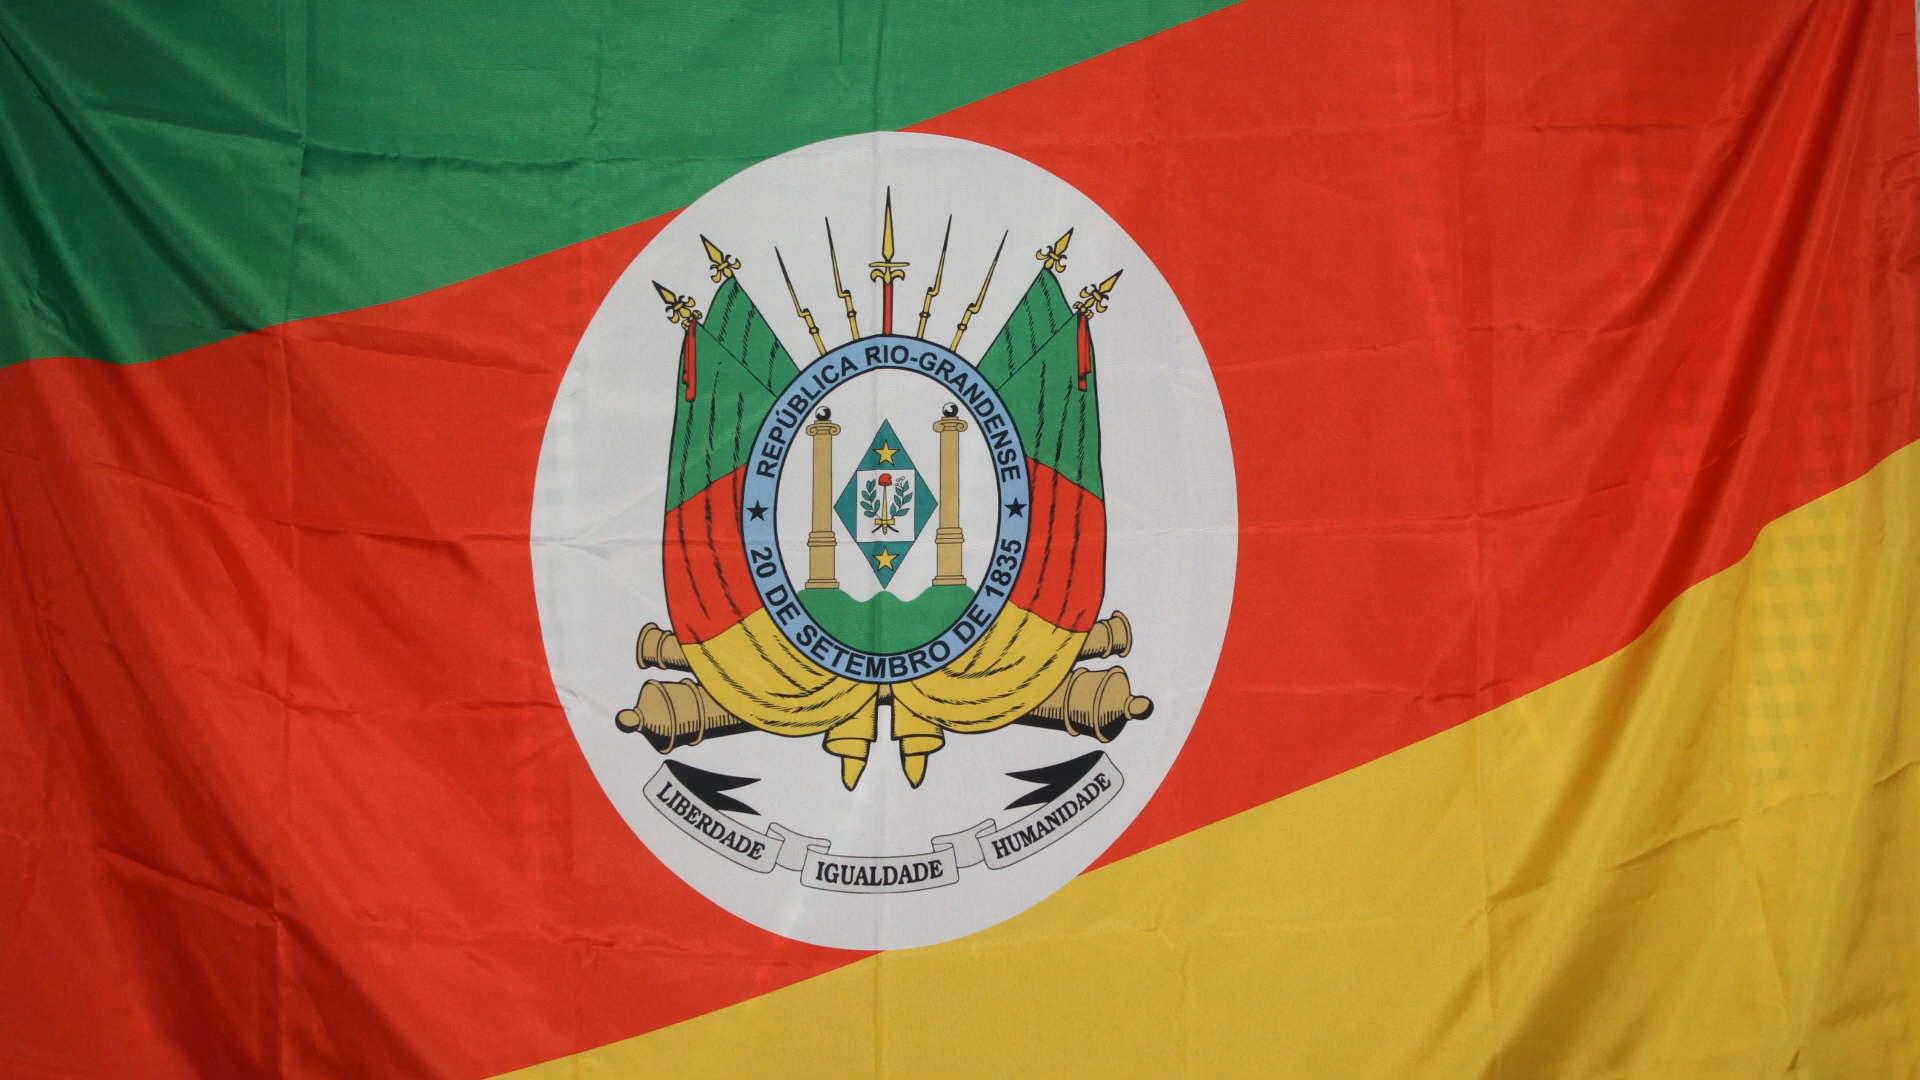 REPÚBLICA RIO-GRANDENSE
★ 20 DE SETEMBRO DE 1835 ★
LIBERDADE
IGUALDADE
HUMANIDADE